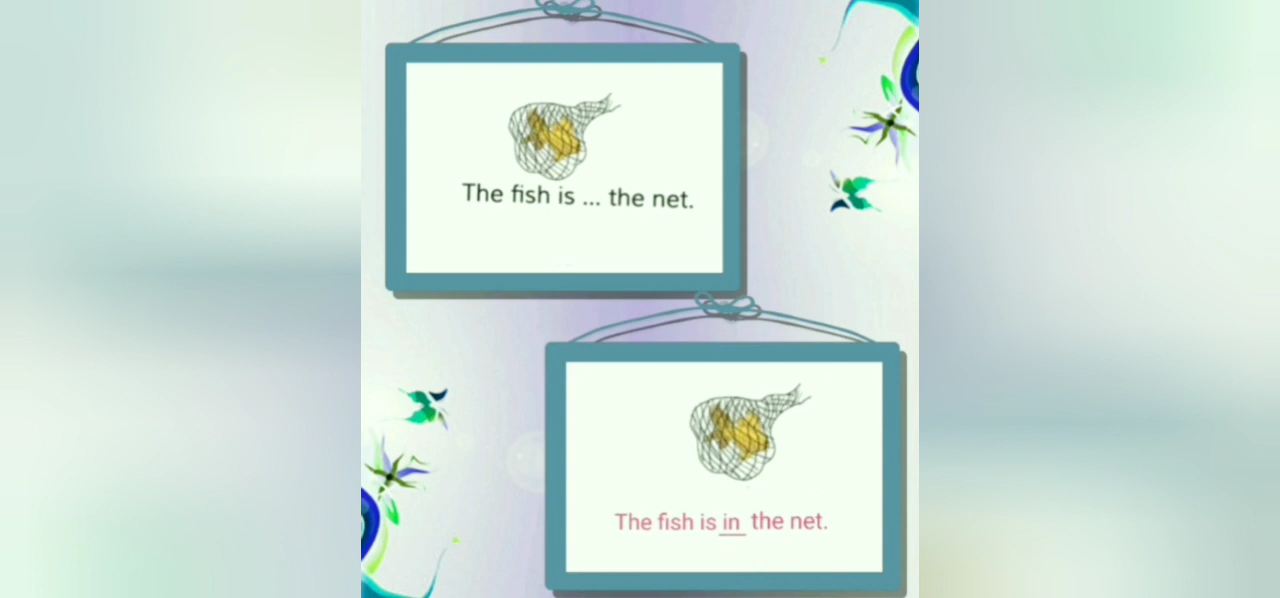 The fish is ... the net.
The fish is in the net.